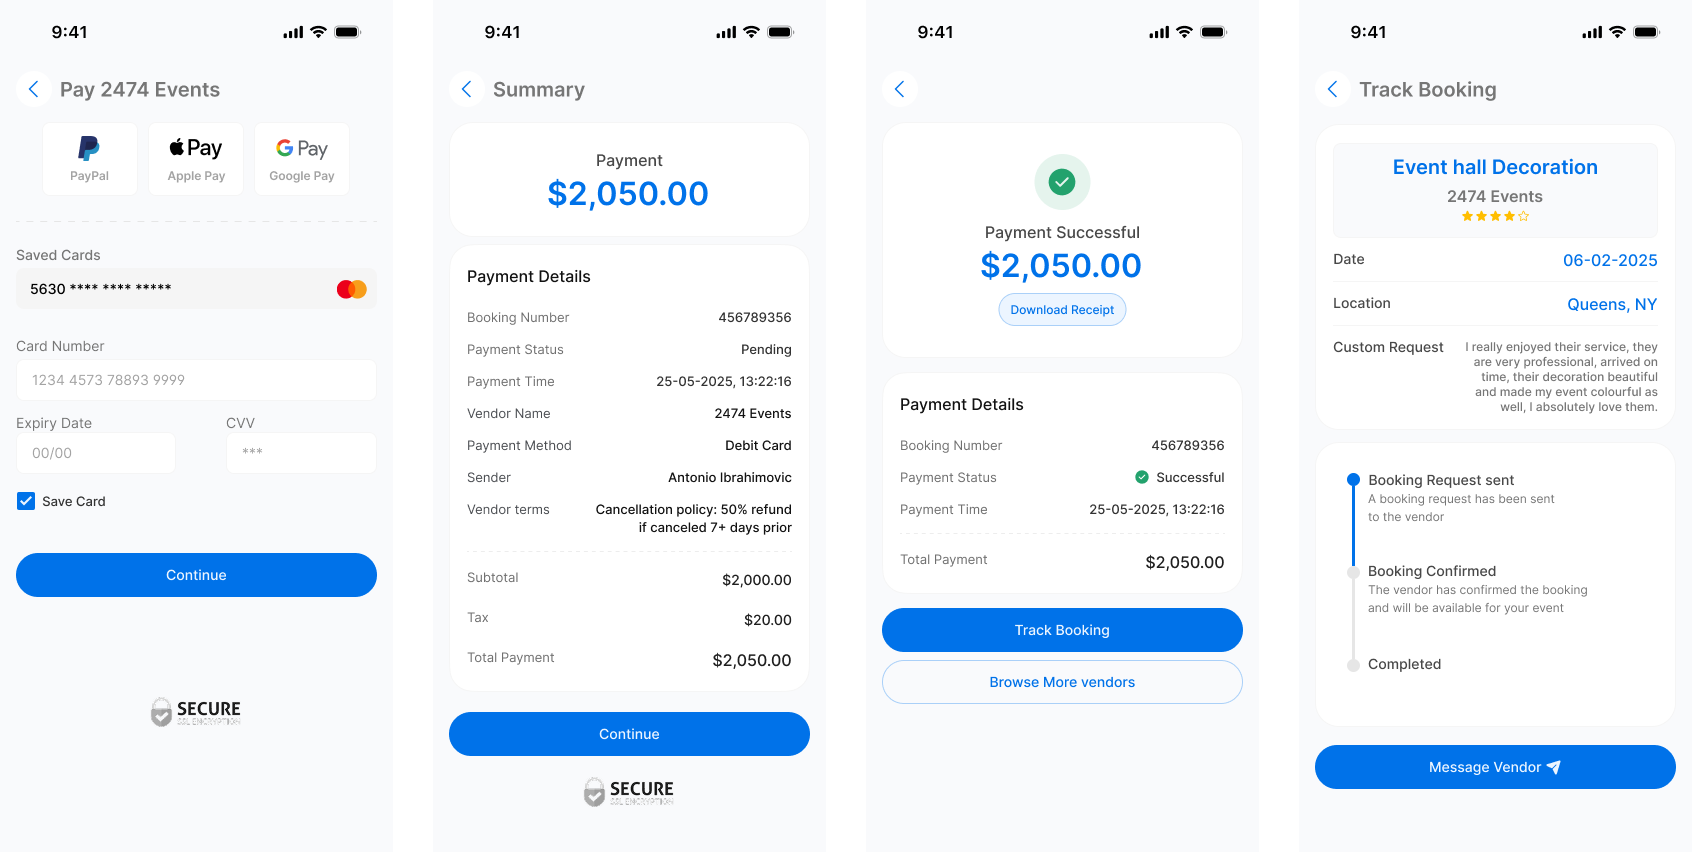 9:41
Pay 2474 Events
PayPal
Pay
Apple Pay
G Pay
Google Pay
Saved Cards
5630 **** **** *****
Card Number
1234 4573 78893 9999
Expiry Date
CVV
00/00
***
Save Card
Continue
SECURE
SSL ENCRYPTION
9:41
Summary
Payment
$2,050.00
Payment Details
Booking Number 456789356
Payment Status Pending
Payment Time 25-05-2025, 13:22:16
Vendor Name 2474 Events
Payment Method Debit Card
Sender Antonio Ibrahimovic
Vendor terms Cancellation policy: 50% refund
if canceled 7+ days prior
Subtotal $2,000.00
Tax $20.00
Total Payment $2,050.00
Continue
SECURE
SSL ENCRYPTION
9:41
Payment Successful
$2,050.00
Download Receipt
Payment Details
Booking Number 456789356
Payment Status Successful
Payment Time 25-05-2025, 13:22:16
Total Payment $2,050.00
Track Booking
Browse More vendors
9:41
Track Booking
Event hall Decoration
2474 Events
Date 06-02-2025
Location Queens, NY
Custom Request I really enjoyed their service, they
are very professional, arrived on
time, their decoration beautiful
and made my event colourful as
well, I absolutely love them.
Booking Request sent
A booking request has been sent
to the vendor
Booking Confirmed
The vendor has confirmed the booking
and will be available for your event
Completed
Message Vendor